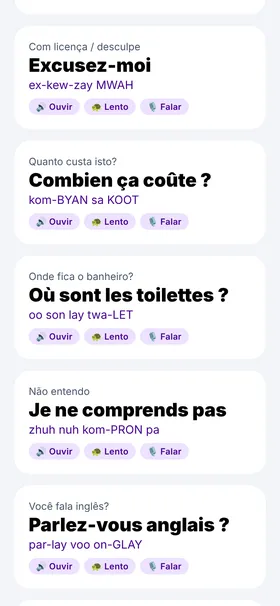 Com licença / desculpe
Excusez-moi
ex-kew-zay MWAH
🔊 Ouvir 🐢 Lento 🎙️ Falar
Quanto custa isto?
Combien ça coûte ?
kom-BYAN sa KOOT
🔊 Ouvir 🐢 Lento 🎙️ Falar
Onde fica o banheiro?
Où sont les toilettes ?
oo son lay twa-LET
🔊 Ouvir 🐢 Lento 🎙️ Falar
Não entendo
Je ne comprends pas
zhuh nuh kom-PRON pa
🔊 Ouvir 🐢 Lento 🎙️ Falar
Você fala inglês?
Parlez-vous anglais ?
par-lay voo on-GLAY
🔊 Ouvir 🐢 Lento 🎙️ Falar